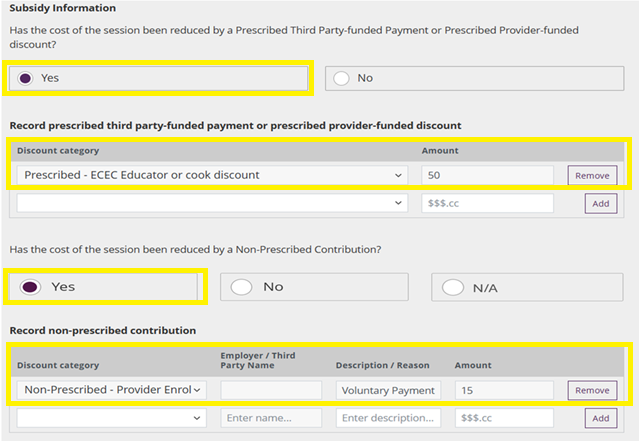 Subsidy Information
Has the cost of the session been reduced by a Prescribed Third Party-funded Payment or Prescribed Provider-funded
discount?
Yes No
Record prescribed third party-funded payment or prescribed provider-funded discount
Discount category Amount
Prescribed - ECEC Educator or cook discount 50 Remove
$$$.cc Add
Has the cost of the session been reduced by a Non-Prescribed Contribution?
Yes No N/A
Record non-prescribed contribution
Employer / Third
Discount category Party Name Description / Reason Amount
Non-Prescribed - Provider Enrol Voluntary Payment 15 Remove
Enter name... Enter description... $$$.cc Add